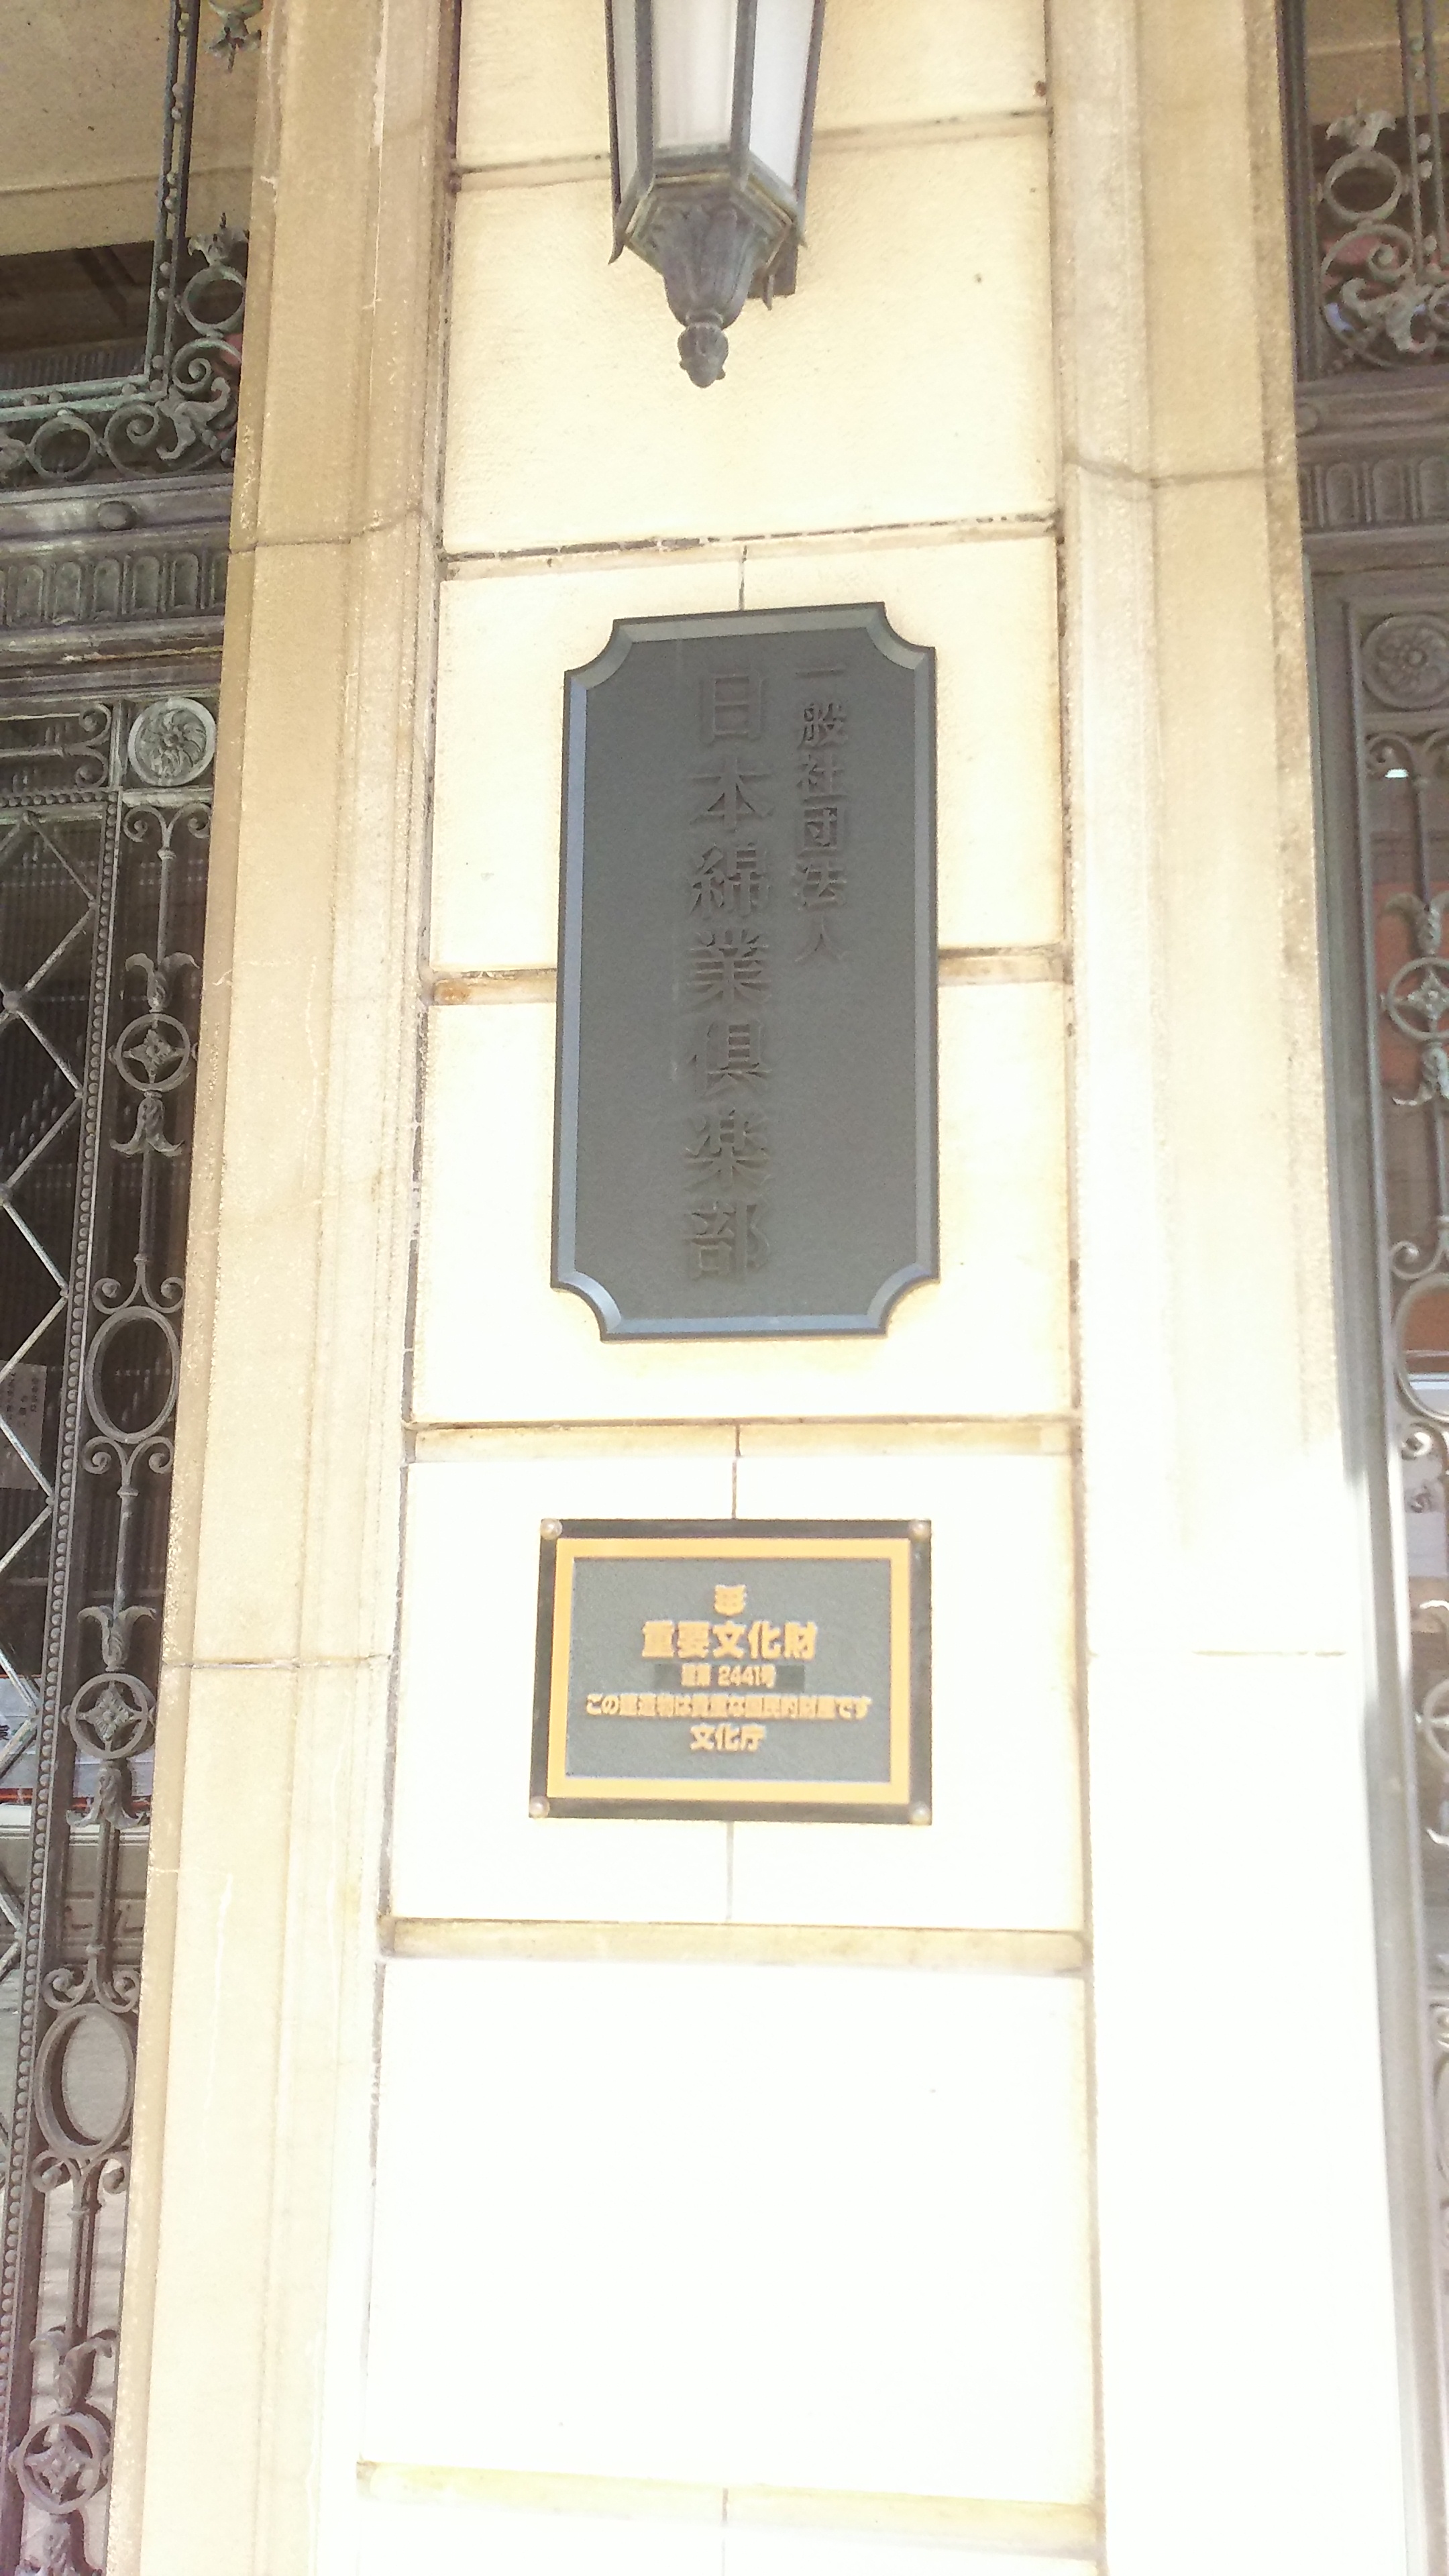 一般社団法人
日本綿業倶楽部
重要文化財
建第 2441号
この建造物は貴重な国民的財産です
文化庁